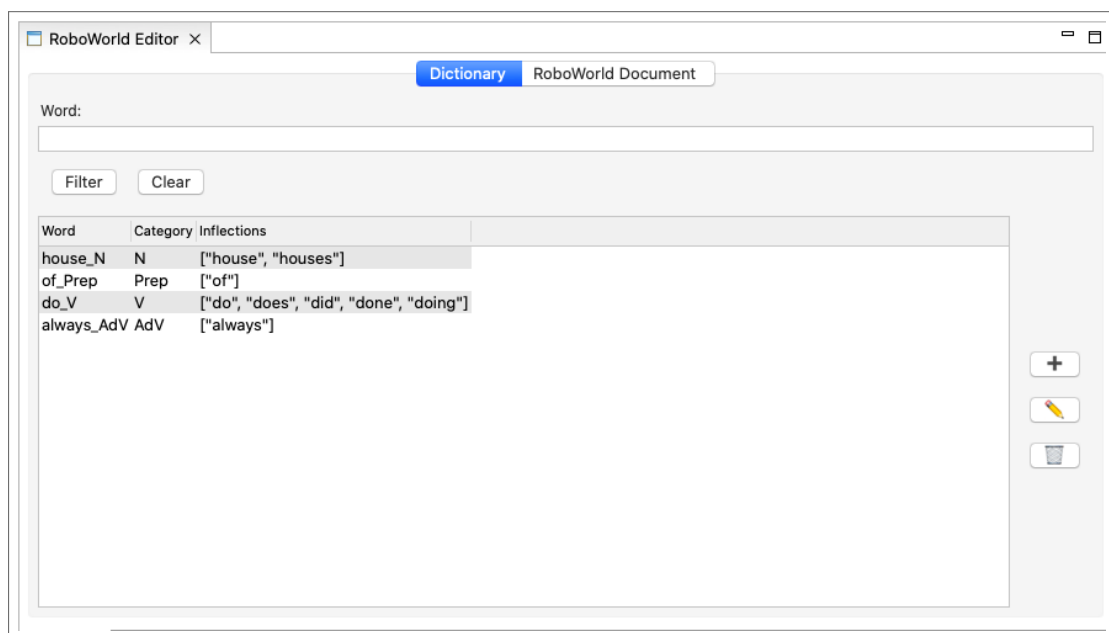 RoboWorld Editor
Dictionary RoboWorld Document
Word:
Filter Clear
Word Category Inflections
house_N N ["house", "houses"]
of_Prep Prep ["of"]
do_V V ["do", "does", "did", "done", "doing"]
always_AdV AdV ["always"]